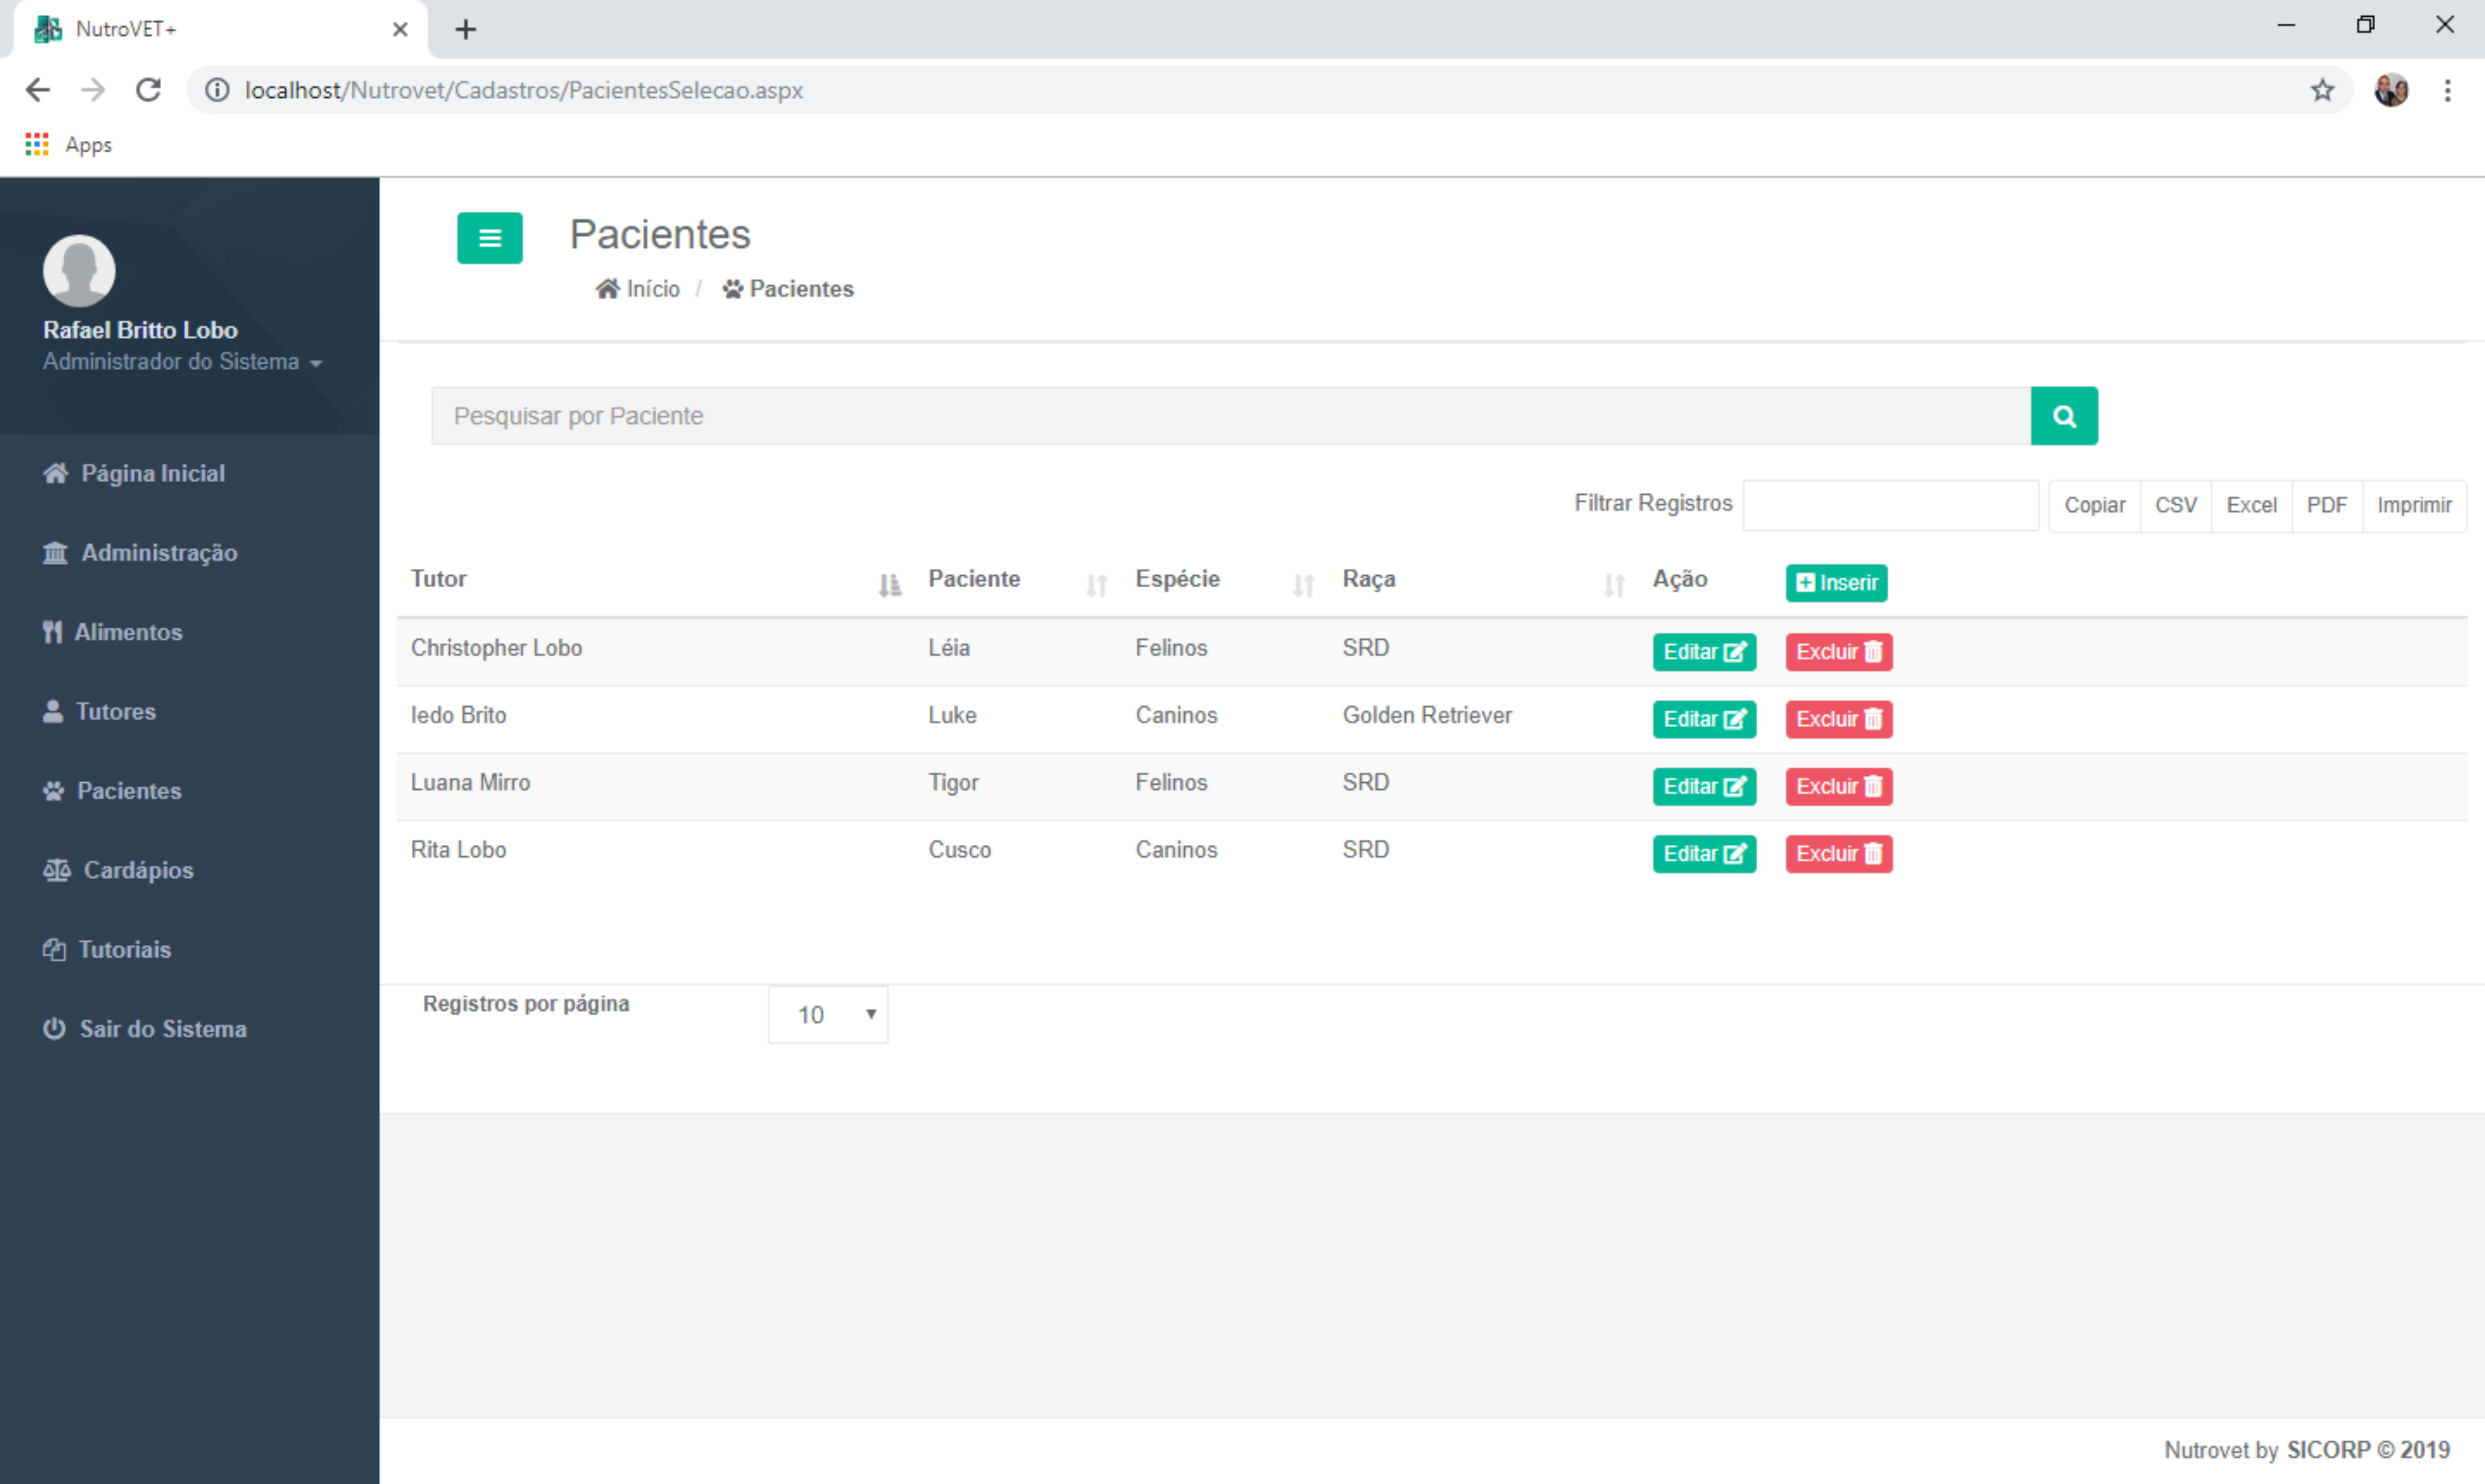 NutroVET+
localhost/Nutrovet/Cadastros/PacientesSelecao.aspx
Apps
Rafael Britto Lobo
Administrador do Sistema
Página Inicial
Administração
Alimentos
Tutores
Pacientes
Cardápios
Tutoriais
Sair do Sistema
Pacientes
Início / Pacientes
Pesquisar por Paciente
Filtrar Registros Copiar CSV Excel PDF Imprimir
Tutor Paciente Espécie Raça Ação Inserir
Christopher Lobo Léia Felinos SRD Editar Excluir
Iedo Brito Luke Caninos Golden Retriever Editar Excluir
Luana Mirro Tigor Felinos SRD Editar Excluir
Rita Lobo Cusco Caninos SRD Editar Excluir
Registros por página 10
Nutrovet by SICORP © 2019